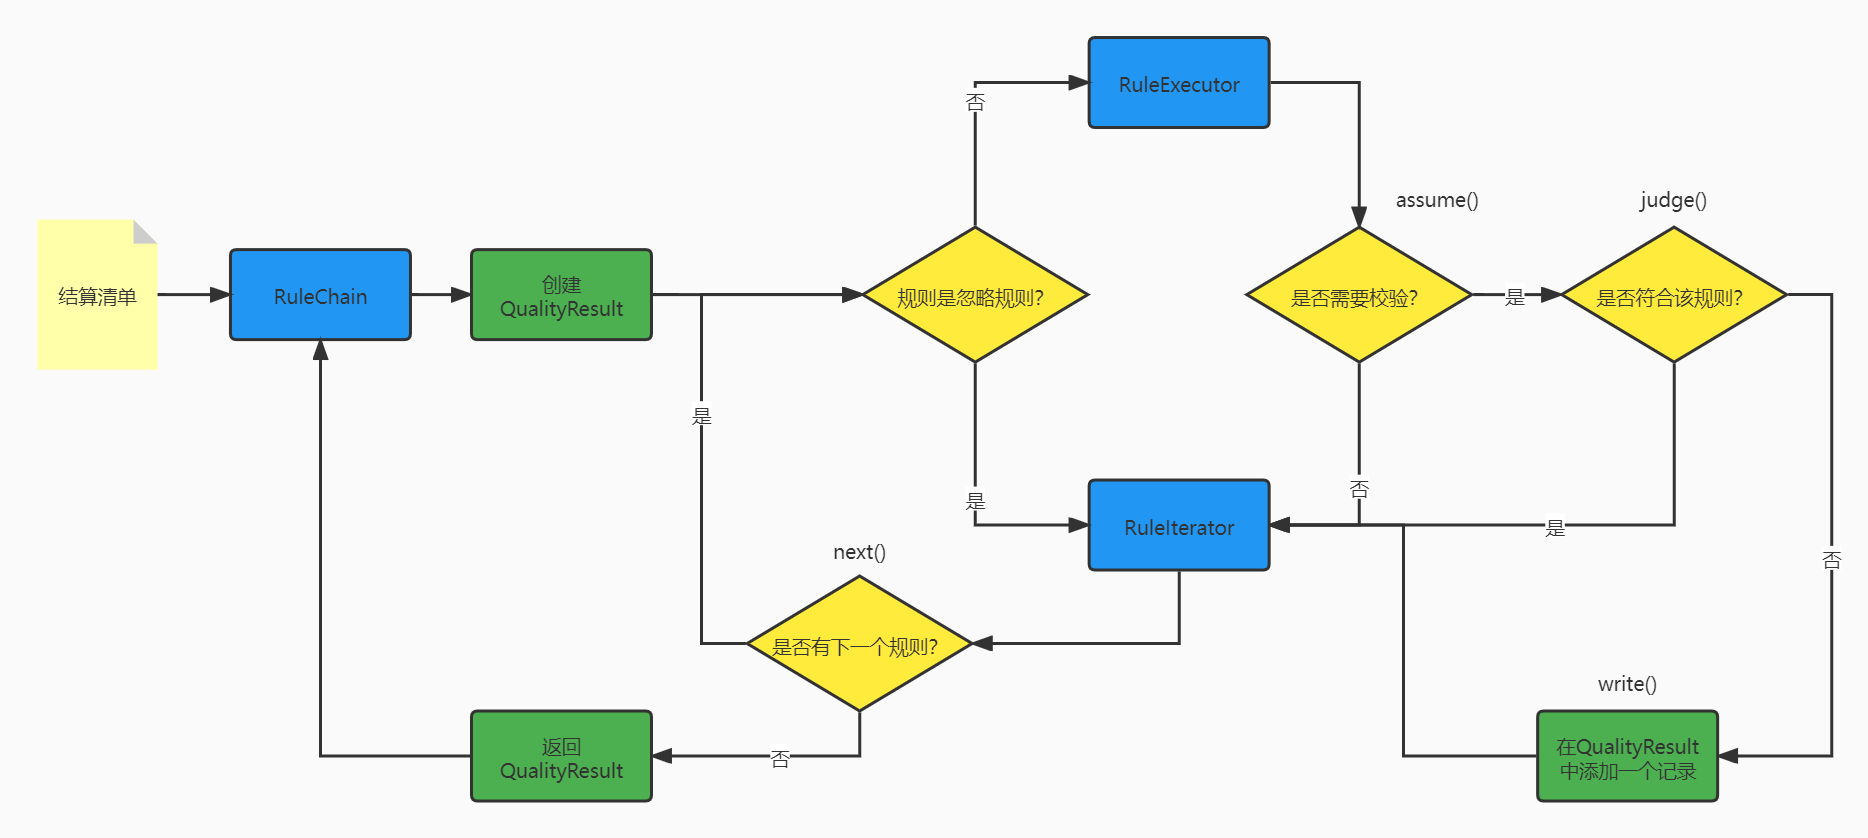 结算清单
RuleChain
创建
QualityResult
规则是忽略规则?
否
RuleExecutor
assume()
是否需要校验?
是
judge()
是否符合该规则?
是
否
是
否
RuleIterator
是
next()
是否有下一个规则?
否
返回
QualityResult
write()
在QualityResult
中添加一个记录